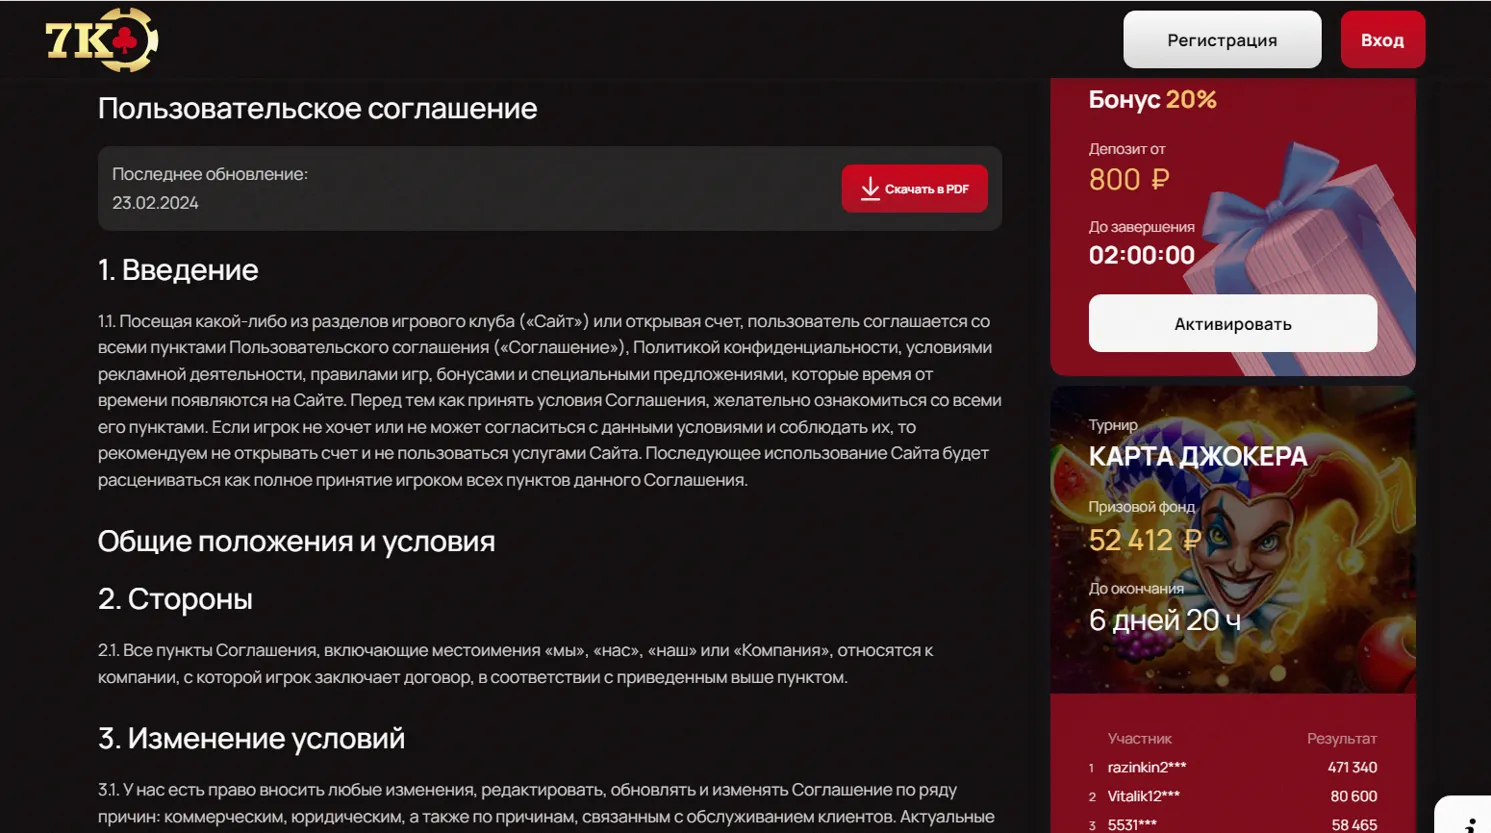 7K
Регистрация
Вход
Пользовательское соглашение
Последнее обновление:
23.02.2024
Скачать в PDF
1. Введение
1.1. Посещая какой-либо из разделов игрового клуба («Сайт») или открывая счет, пользователь соглашается со
всеми пунктами Пользовательского соглашения («Соглашение»), Политикой конфиденциальности, условиями
рекламной деятельности, правилами игр, бонусами и специальными предложениями, которые время от
времени появляются на Сайте. Перед тем как принять условия Соглашения, желательно ознакомиться со всеми
его пунктами. Если игрок не хочет или не может согласиться с данными условиями и соблюдать их, то
рекомендуем не открывать счет и не пользоваться услугами Сайта. Последующее использование Сайта будет
расцениваться как полное принятие игроком всех пунктов данного Соглашения.
Общие положения и условия
2. Стороны
2.1. Все пункты Соглашения, включающие местоимения «мы», «нас», «наш» или «Компания», относятся к
компании, с которой игрок заключает договор, в соответствии с приведенным выше пунктом.
3. Изменение условий
3.1. У нас есть право вносить любые изменения, редактировать, обновлять и изменять Соглашение по ряду
причин: коммерческим, юридическим, а также по причинам, связанным с обслуживанием клиентов. Актуальные
Бонус 20%
Депозит от
800 ₽
До завершения
02:00:00
Активировать
Турнир
КАРТА ДЖОКЕРА
Призовой фонд
52 412 ₽
До окончания
6 дней 20 ч
Участник Результат
1 razinkin2*** 471 340
2 Vitalik12*** 80 600
3 5531*** 58 465